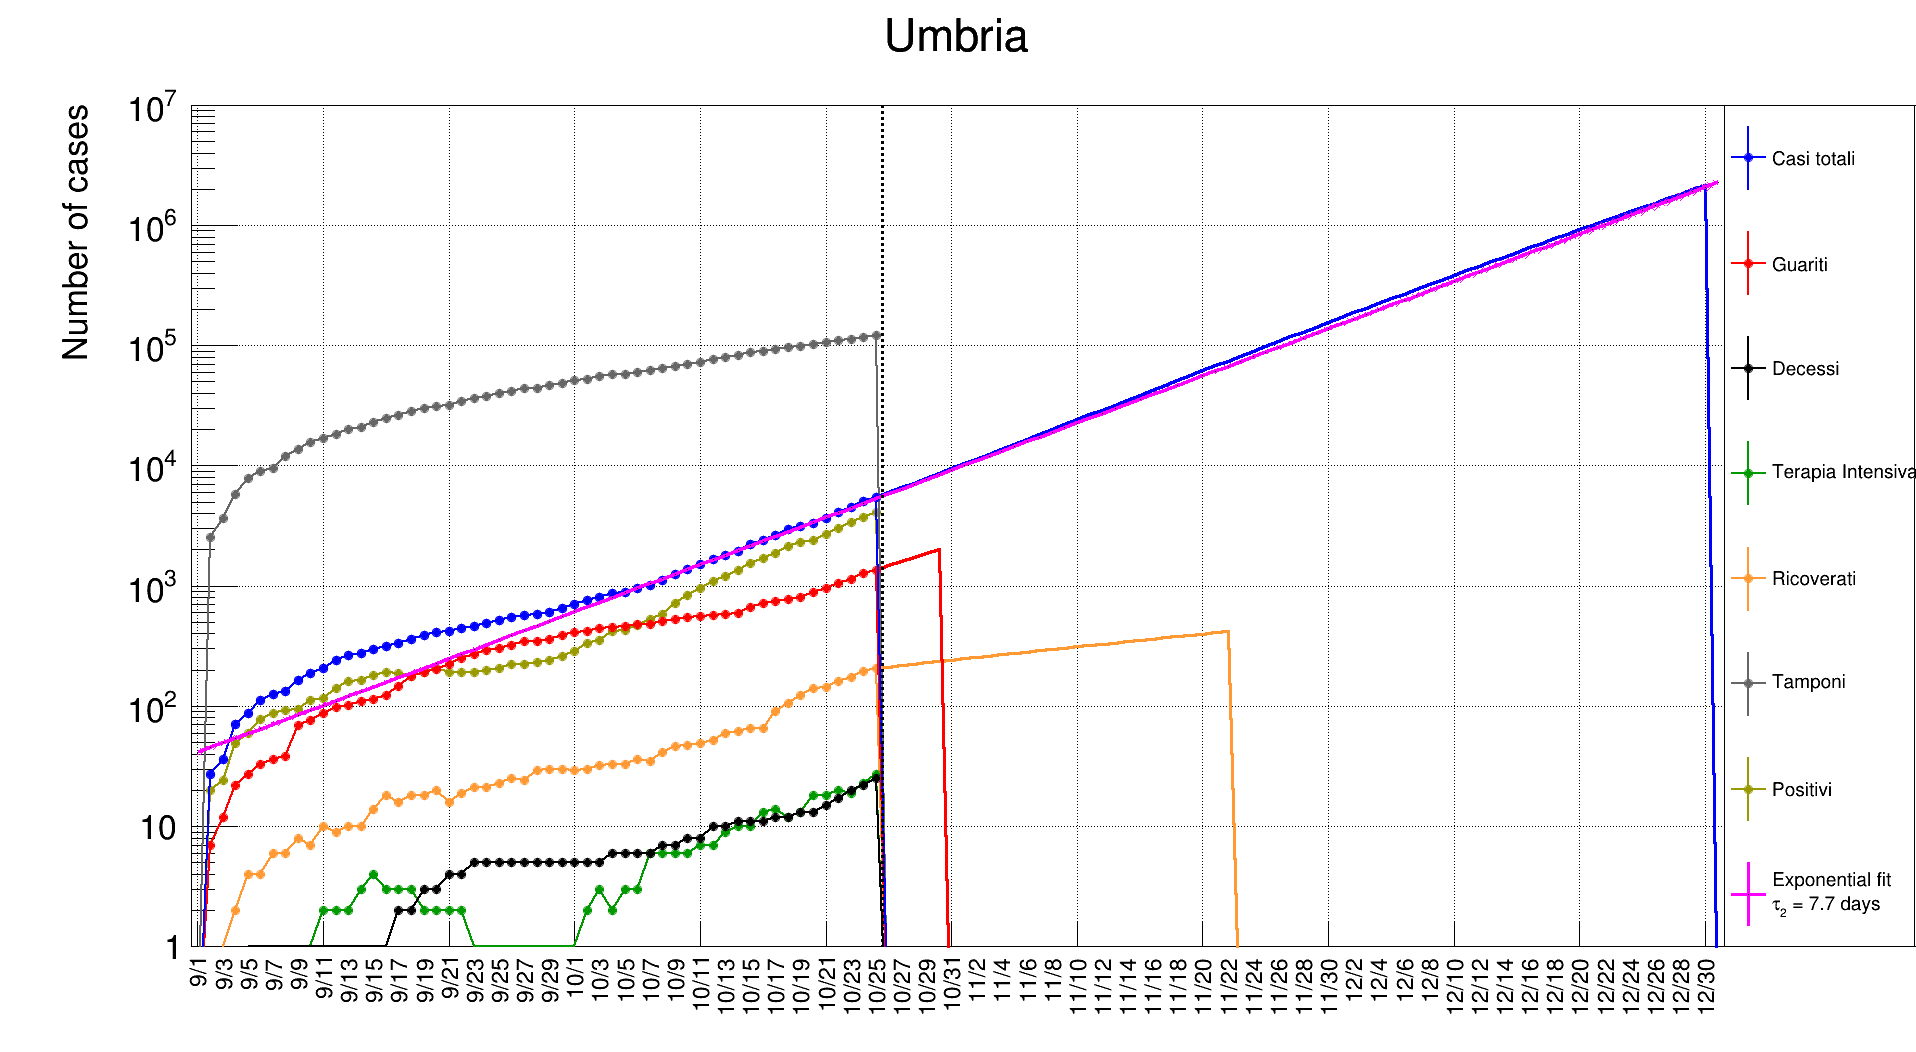 Umbria
Number of cases
10^7
10^6
10^5
10^4
10^3
10^2
10
1
9/1 9/3 9/5 9/7 9/9 9/11 9/13 9/15 9/17 9/19 9/21 9/23 9/25 9/27 9/29 10/1 10/3 10/5 10/7 10/9 10/11 10/13 10/15 10/17 10/19 10/21 10/23 10/25 10/27 10/29 10/31 11/2 11/4 11/6 11/8 11/10 11/12 11/14 11/16 11/18 11/20 11/22 11/24 11/26 11/28 11/30 12/2 12/4 12/6 12/8 12/10 12/12 12/14 12/16 12/18 12/20 12/22 12/24 12/26 12/28 12/30
Casi totali
Guariti
Decessi
Terapia Intensiva
Ricoverati
Tamponi
Positivi
Exponential fit
τ_2 = 7.7 days